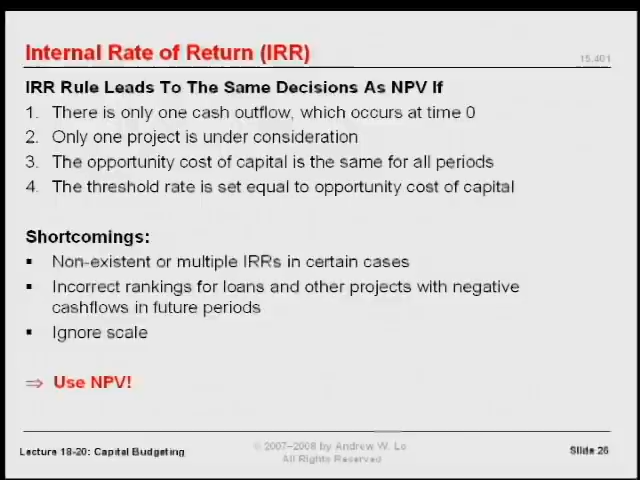 Internal Rate of Return (IRR)
15.401
IRR Rule Leads To The Same Decisions As NPV If
1. There is only one cash outflow, which occurs at time 0
2. Only one project is under consideration
3. The opportunity cost of capital is the same for all periods
4. The threshold rate is set equal to opportunity cost of capital
Shortcomings:
▪ Non-existent or multiple IRRs in certain cases
▪ Incorrect rankings for loans and other projects with negative
cashflows in future periods
▪ Ignore scale
⇒ Use NPV!
Lecture 18-20: Capital Budgeting
© 2007–2008 by Andrew W. Lo
All Rights Reserved
Slide 26